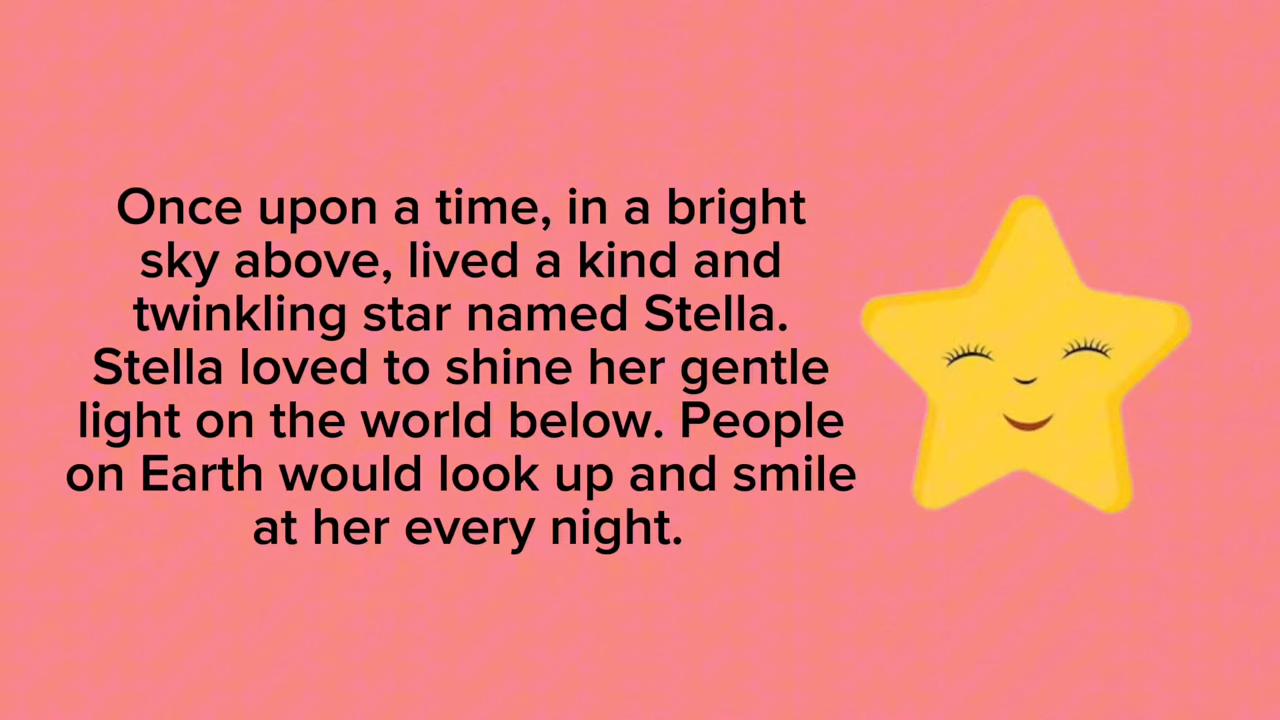 Once upon a time, in a bright
sky above, lived a kind and
twinkling star named Stella.
Stella loved to shine her gentle
light on the world below. People
on Earth would look up and smile
at her every night.